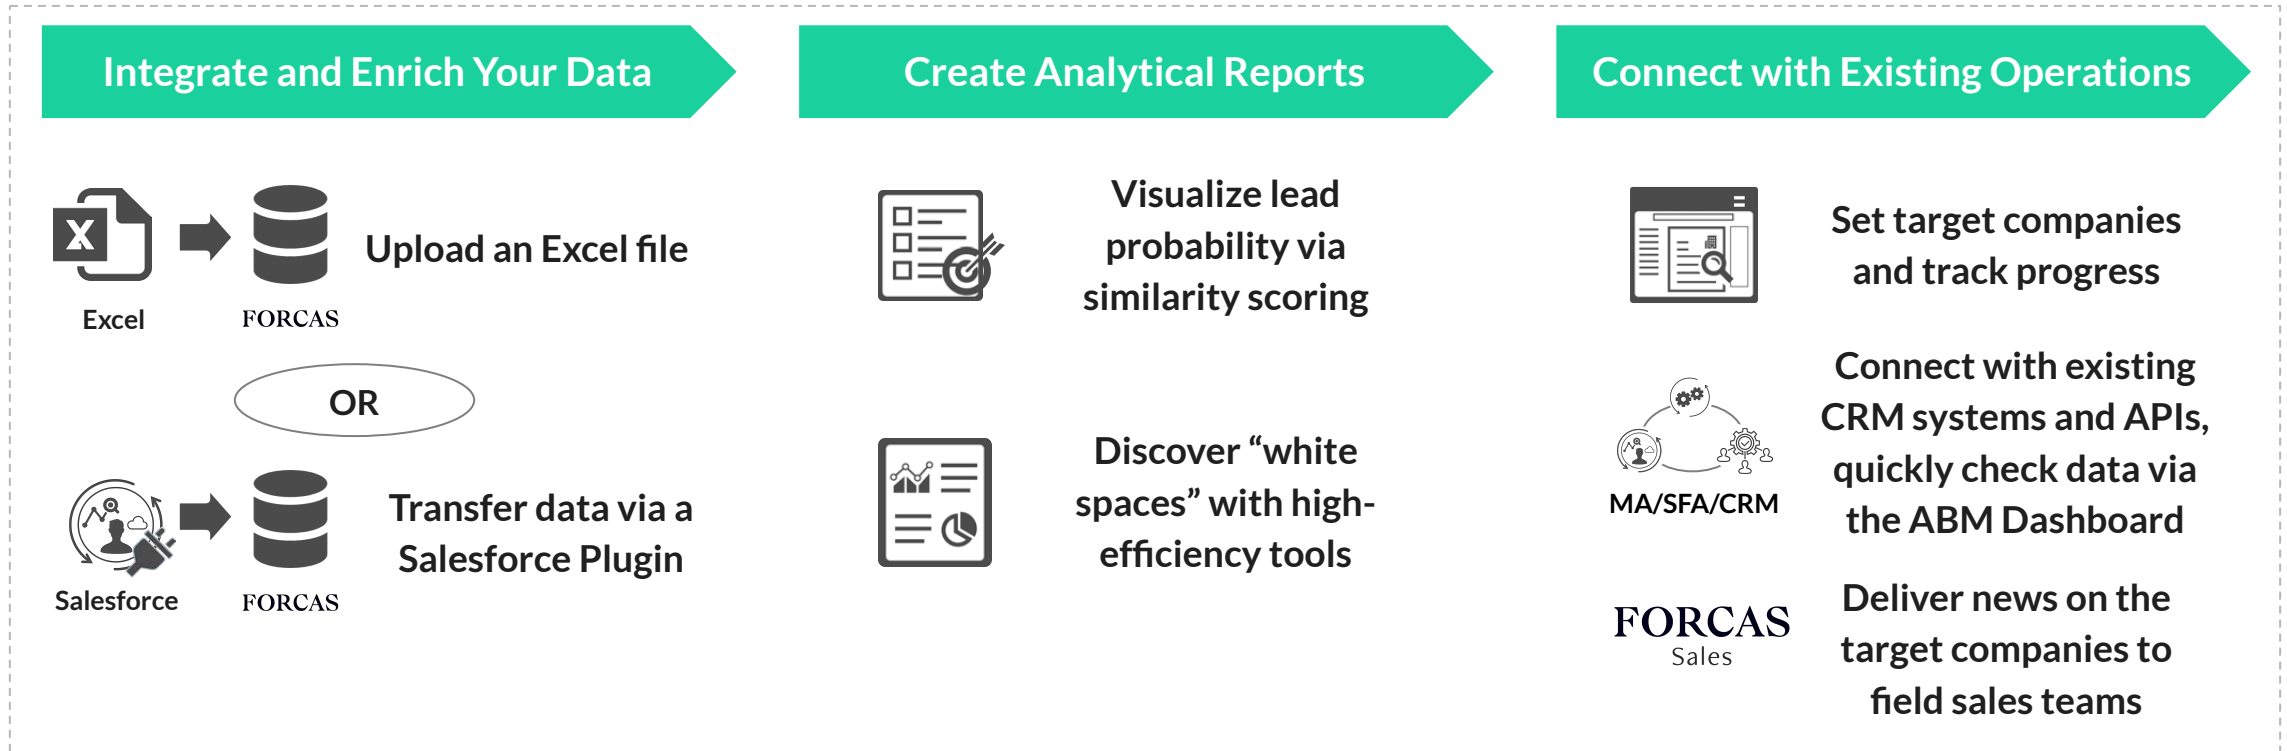 Integrate and Enrich Your Data
Excel
FORCAS
Upload an Excel file
OR
Salesforce
FORCAS
Transfer data via a
Salesforce Plugin
Create Analytical Reports
Visualize lead
probability via
similarity scoring
Discover “white
spaces” with high-
efficiency tools
Connect with Existing Operations
Set target companies
and track progress
MA/SFA/CRM
Connect with existing
CRM systems and APIs,
quickly check data via
the ABM Dashboard
FORCAS
Sales
Deliver news on the
target companies to
field sales teams